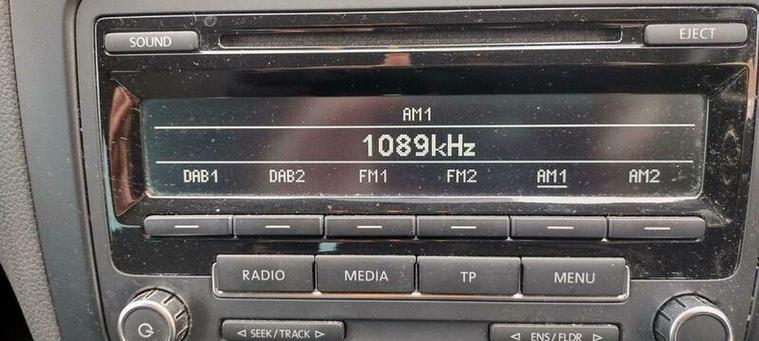 SOUND
EJECT
AM1
1089kHz
DAB1 DAB2 FM1 FM2 AM1 AM2
RADIO MEDIA TP MENU
SEEK/TRACK ENS/FLDR